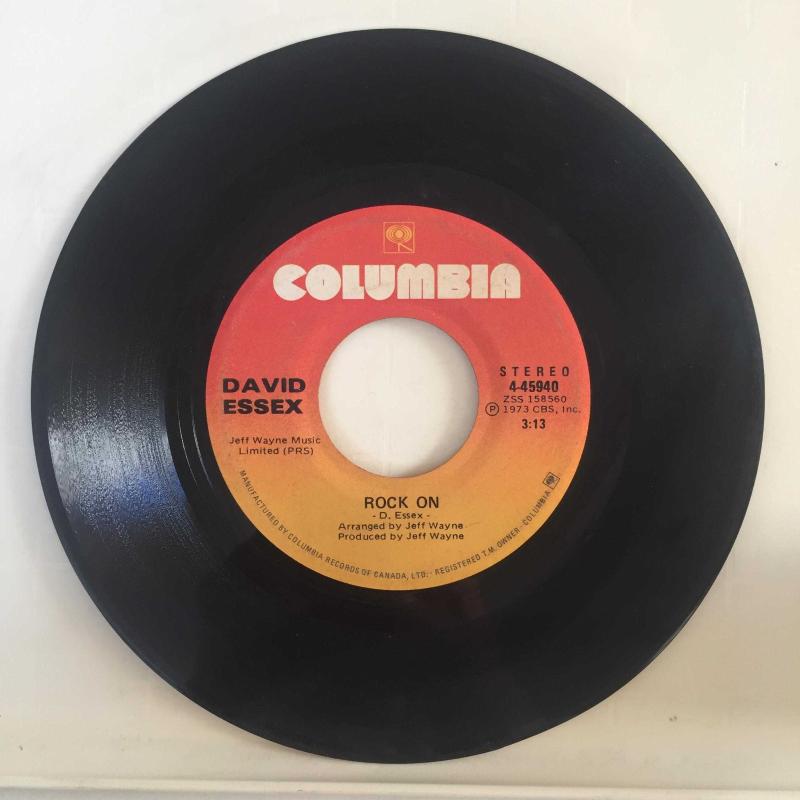 COLUMBIA
DAVID
ESSEX
Jeff Wayne Music
Limited (PRS)
STEREO
4-45940
ZSS 158560
Ⓟ 1973 CBS, Inc.
3:13
ROCK ON
- D. Essex -
Arranged by Jeff Wayne
Produced by Jeff Wayne
MANUFACTURED BY COLUMBIA RECORDS OF CANADA, LTD. · REGISTERED T.M. OWNER-COLUMBIA